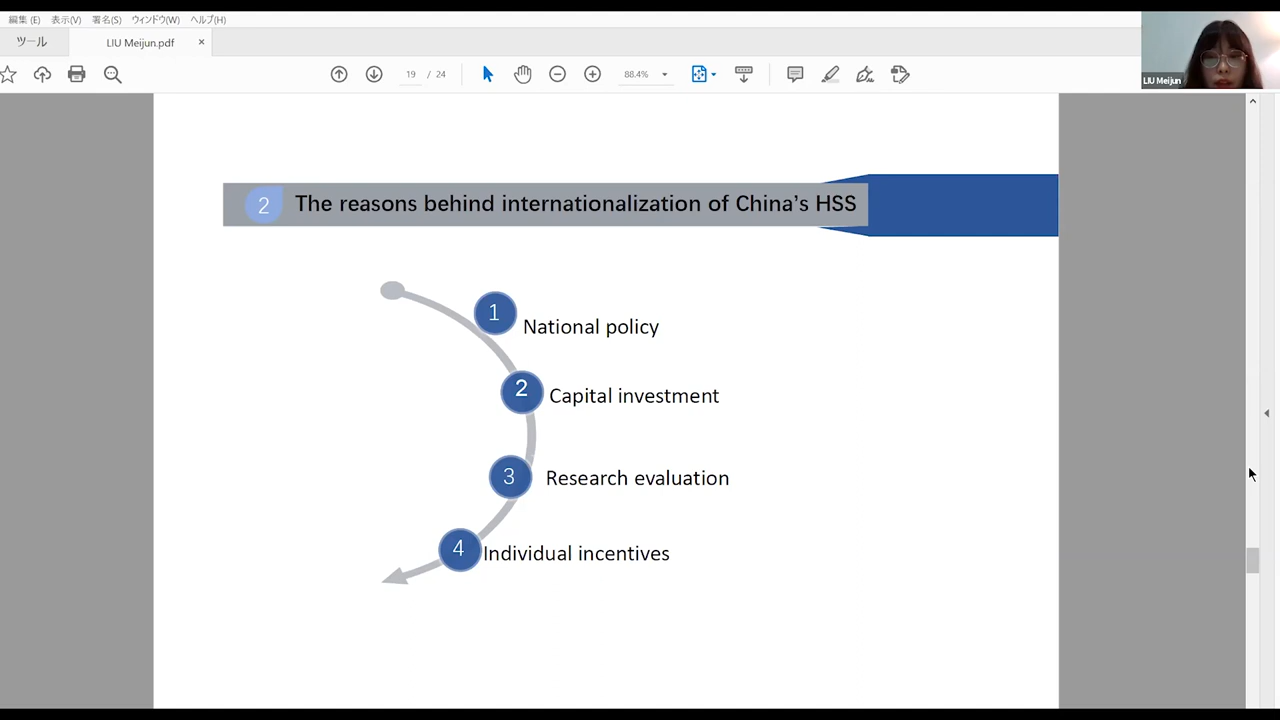 編集 (E) 表示(V) 署名(S) ウィンドウ(W) ヘルプ(H)
ツール LIU Meijun.pdf ×
19 / 24 88.4%
LIU Meijun
2 The reasons behind internationalization of China's HSS
1 National policy
2 Capital investment
3 Research evaluation
4 Individual incentives